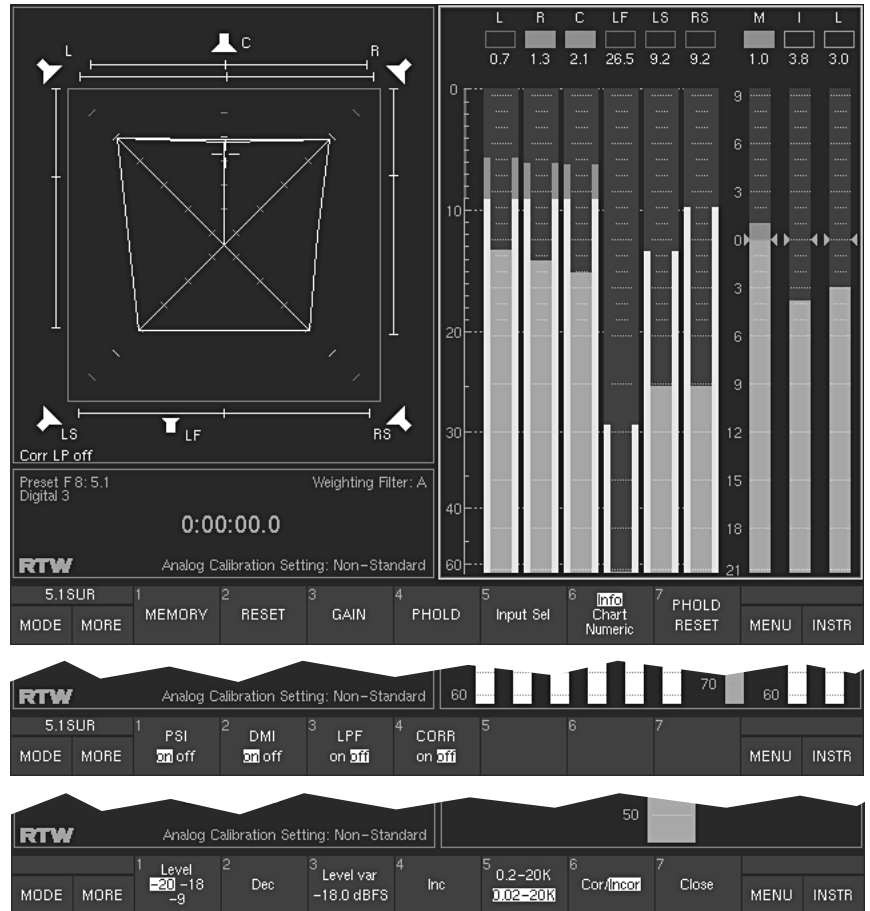 L R C LF LS RS M I L
0.7 1.3 2.1 26.5 9.2 9.2 1.0 3.8 3.0
L C R
0 10 20 30 40 60
9 6 3 0 3 6 9 12 15 18 21
LS LF RS
Corr LP off
Preset F 8: 5.1 Weighting Filter: A
Digital 3
0:00:00.0
RTW Analog Calibration Setting: Non-Standard
5.1SUR
MODE MORE
1 MEMORY
2 RESET
3 GAIN
4 PHOLD
5 Input Sel
6 Info
Chart
Numeric
7 PHOLD
RESET
MENU INSTR
RTW Analog Calibration Setting: Non-Standard
60 70 60
5.1SUR
MODE MORE
1 PSI
on off
2 DMI
on off
3 LPF
on off
4 CORR
on off
5
6
7
MENU INSTR
RTW Analog Calibration Setting: Non-Standard
50
MODE MORE
1 Level
-20 -18
-9
2 Dec
3 Level var
-18.0 dBFS
4 Inc
5 0.2-20K
0.02-20K
6 Cor/Incor
7 Close
MENU INSTR